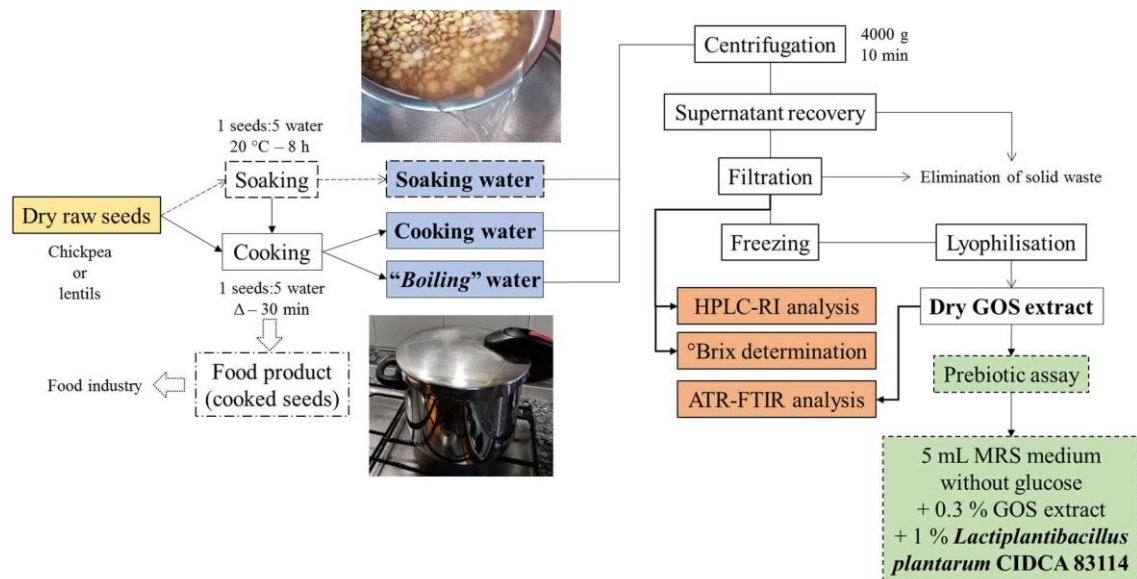 1 seeds:5 water
20 °C – 8 h
Soaking
Soaking water
Dry raw seeds
Chickpea
or
lentils
Cooking
Cooking water
“Boiling” water
1 seeds:5 water
Δ – 30 min
Food product
(cooked seeds)
Food industry
Centrifugation
4000 g
10 min
Supernatant recovery
Filtration
Elimination of solid waste
Freezing
Lyophilisation
HPLC-RI analysis
°Brix determination
ATR-FTIR analysis
Dry GOS extract
Prebiotic assay
5 mL MRS medium
without glucose
+ 0.3 % GOS extract
+ 1 % Lactiplantibacillus
plantarum CIDCA 83114